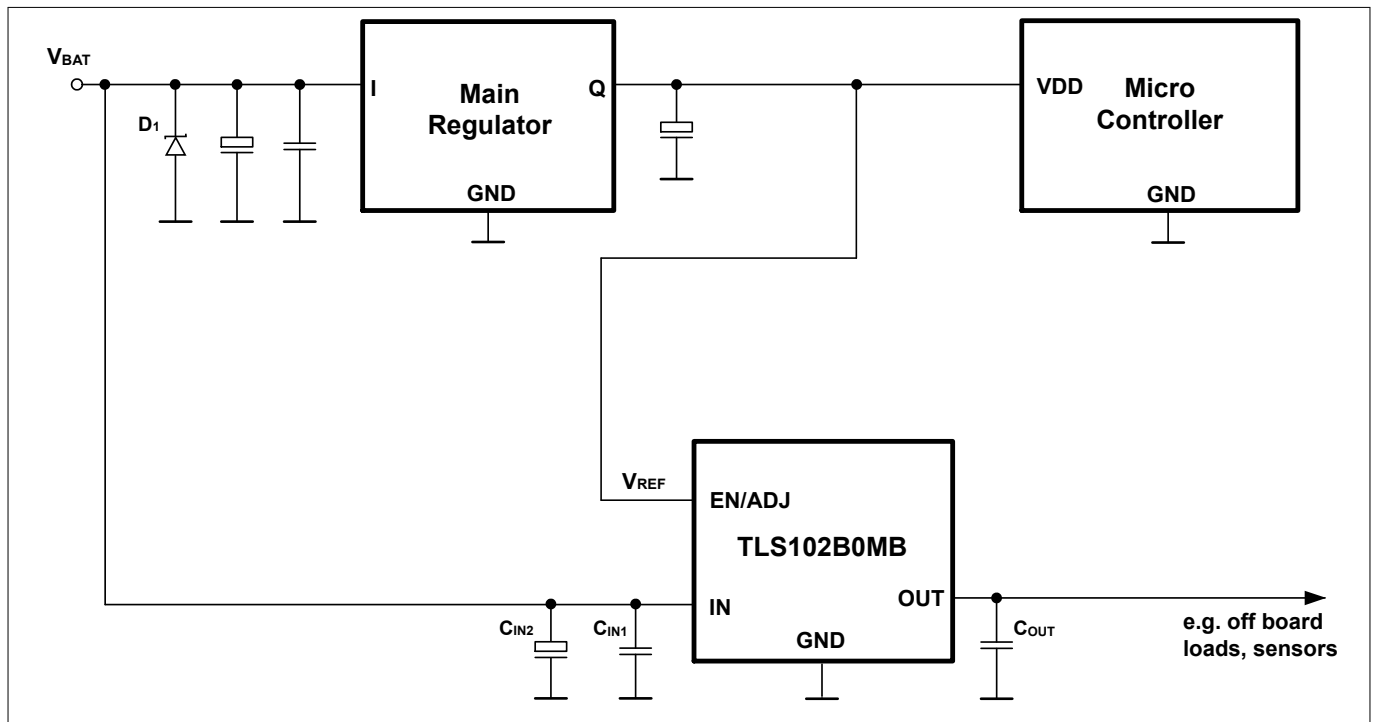 VBAT
D1
I
Main
Regulator
Q
GND
VDD
Micro
Controller
GND
VREF
EN/ADJ
TLS102B0MB
IN
OUT
GND
CIN2
CIN1
COUT
e.g. off board
loads, sensors